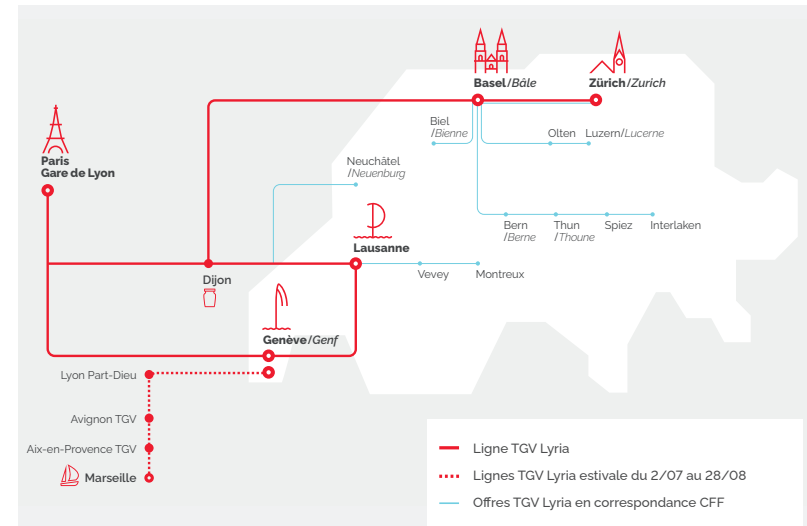 Basel/Bâle
Zürich/Zurich
Biel
/Bienne
Olten
Luzern/Lucerne
Paris
Gare de Lyon
Neuchâtel
/Neuenburg
Bern
/Berne
Thun
/Thoune
Spiez
Interlaken
Lausanne
Dijon
Vevey
Montreux
Genève/Genf
Lyon Part-Dieu
Avignon TGV
Aix-en-Provence TGV
Marseille
Ligne TGV Lyria
Lignes TGV Lyria estivale du 2/07 au 28/08
Offres TGV Lyria en correspondance CFF